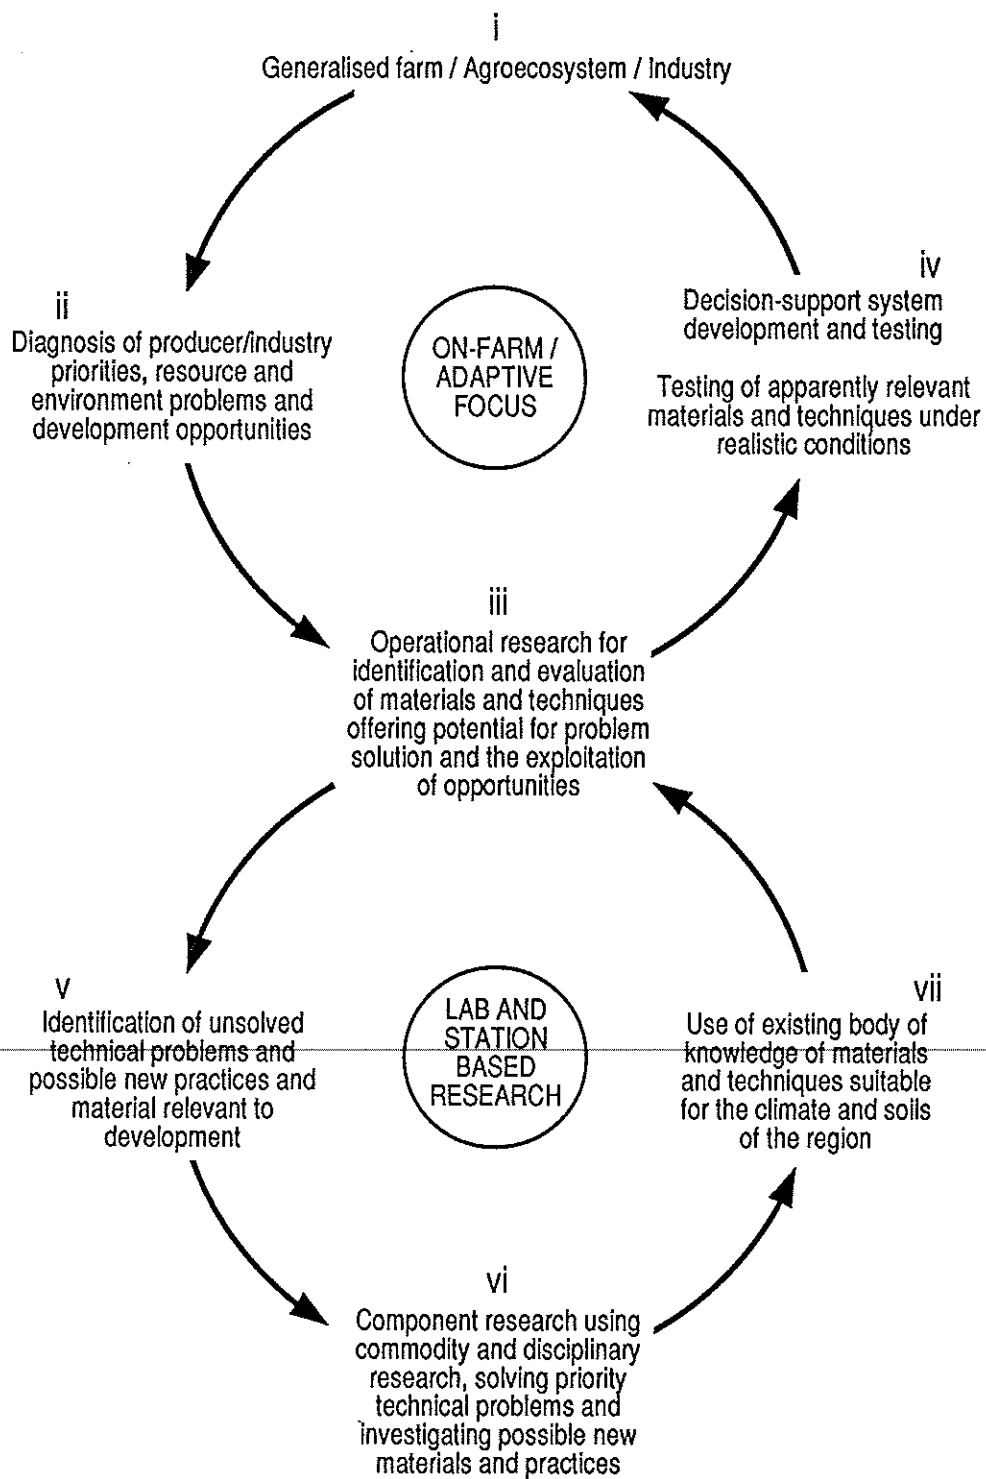 i
Generalised farm / Agroecosystem / Industry
ii
Diagnosis of producer/industry
priorities, resource and
environment problems and
development opportunities
ON-FARM /
ADAPTIVE
FOCUS
iv
Decision-support system
development and testing
Testing of apparently relevant
materials and techniques under
realistic conditions
iii
Operational research for
identification and evaluation
of materials and techniques
offering potential for problem
solution and the exploitation
of opportunities
v
Identification of unsolved
technical problems and
possible new practices and
material relevant to
development
LAB AND
STATION
BASED
RESEARCH
vii
Use of existing body of
knowledge of materials
and techniques suitable
for the climate and soils
of the region
vi
Component research using
commodity and disciplinary
research, solving priority
technical problems and
investigating possible new
materials and practices